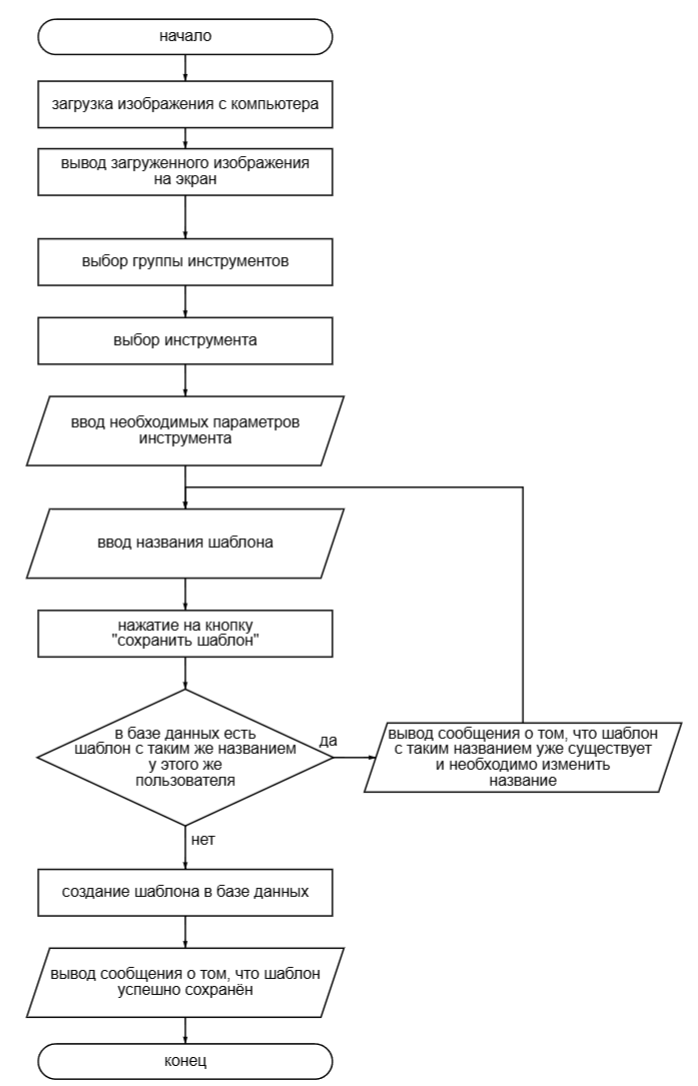 начало
загрузка изображения с компьютера
вывод загруженного изображения
на экран
выбор группы инструментов
выбор инструмента
ввод необходимых параметров
инструмента
ввод названия шаблона
нажатие на кнопку
"сохранить шаблон"
в базе данных есть
шаблон с таким же названием
у этого же
пользователя
да
вывод сообщения о том, что шаблон
с таким названием уже существует
и необходимо изменить
название
нет
создание шаблона в базе данных
вывод сообщения о том, что шаблон
успешно сохранён
конец